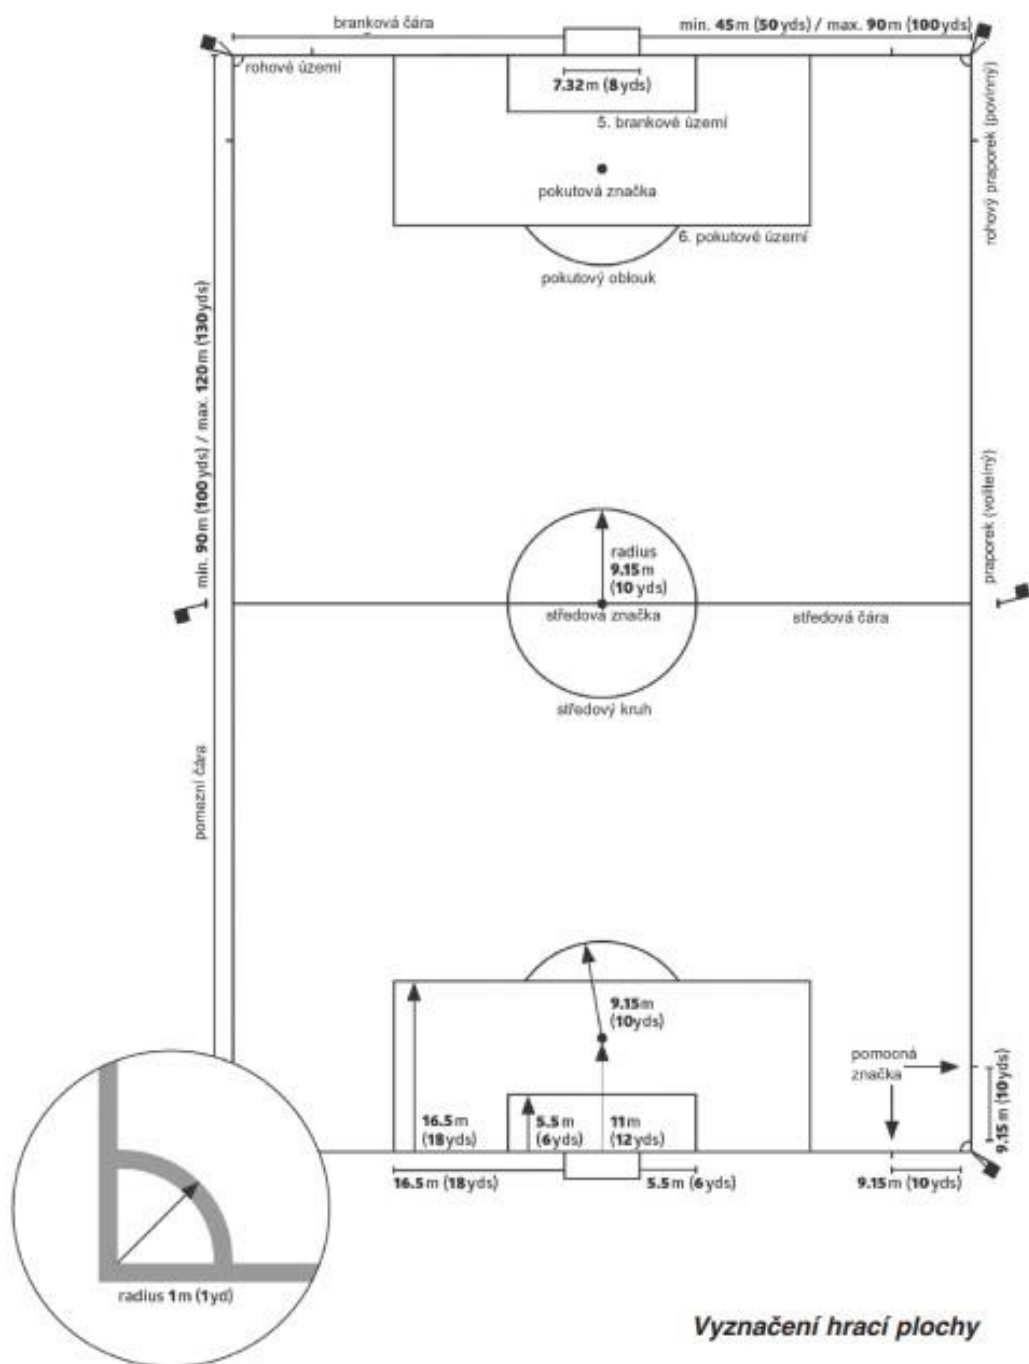 branková čára
min. 45 m (50 yds) / max. 90 m (100 yds)
rohové území
7.32 m (8 yds)
5. brankové území
rohový praporek (povinný)
pokutová značka
6. pokutové území
pokutový oblouk
min. 90 m (100 yds) / max. 120 m (130 yds)
praporek (volitelný)
radius
9.15 m
(10 yds)
středová značka
středová čára
středový kruh
pomezní čára
9.15 m
(10 yds)
pomocná
značka
9.15 m (10 yds)
16.5 m
(18 yds)
5.5 m
(6 yds)
11 m
(12 yds)
16.5 m (18 yds)
5.5 m (6 yds)
9.15 m (10 yds)
radius 1 m (1 yd)
Vyznačení hrací plochy